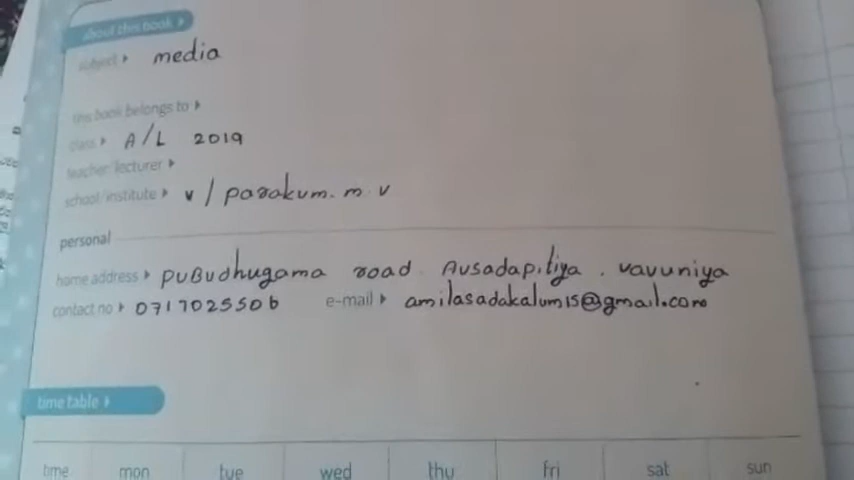 about this book
subject media
this book belongs to
class A/L 2019
teacher/lecturer
school/institute v/parakum.m.v
personal
home address PUBudhugama road. Ausadapitiya. vavuniya
contact no 0717025506 e-mail amilasadakalumis@gmail.com
time table
time mon tue wed thu fri sat sun